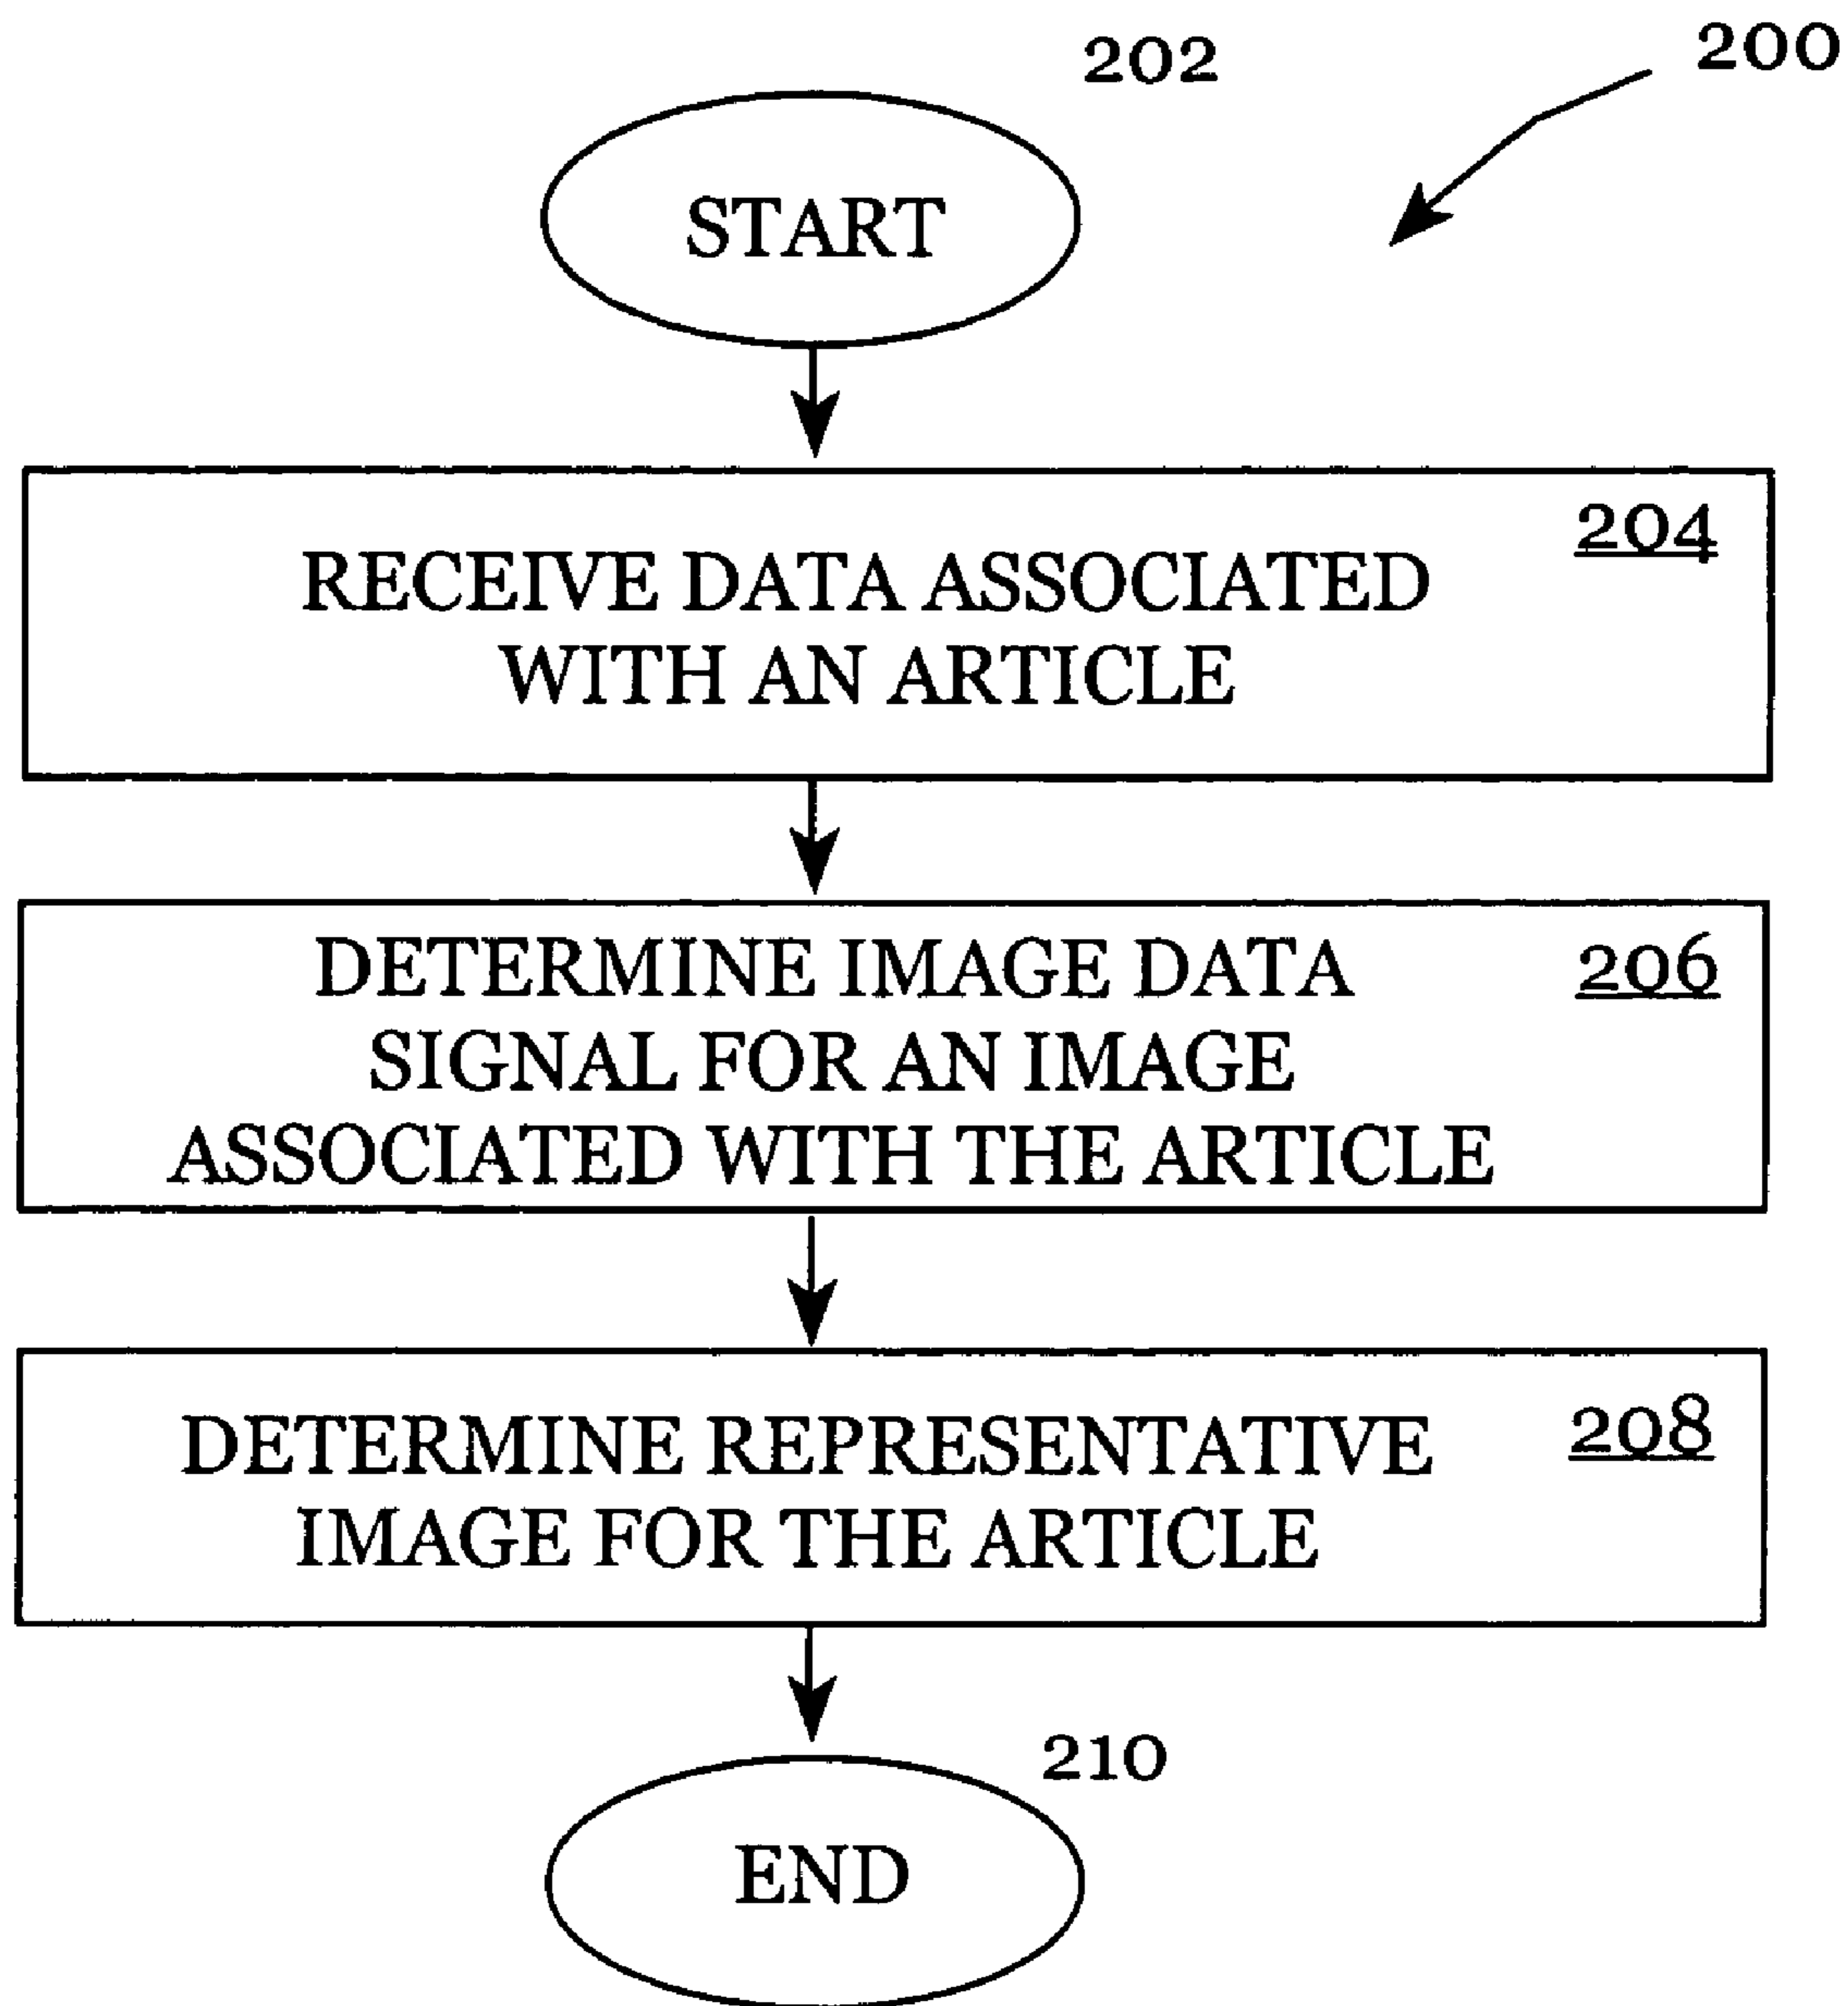 202
200
START
204
RECEIVE DATA ASSOCIATED
WITH AN ARTICLE
206
DETERMINE IMAGE DATA
SIGNAL FOR AN IMAGE
ASSOCIATED WITH THE ARTICLE
208
DETERMINE REPRESENTATIVE
IMAGE FOR THE ARTICLE
210
END